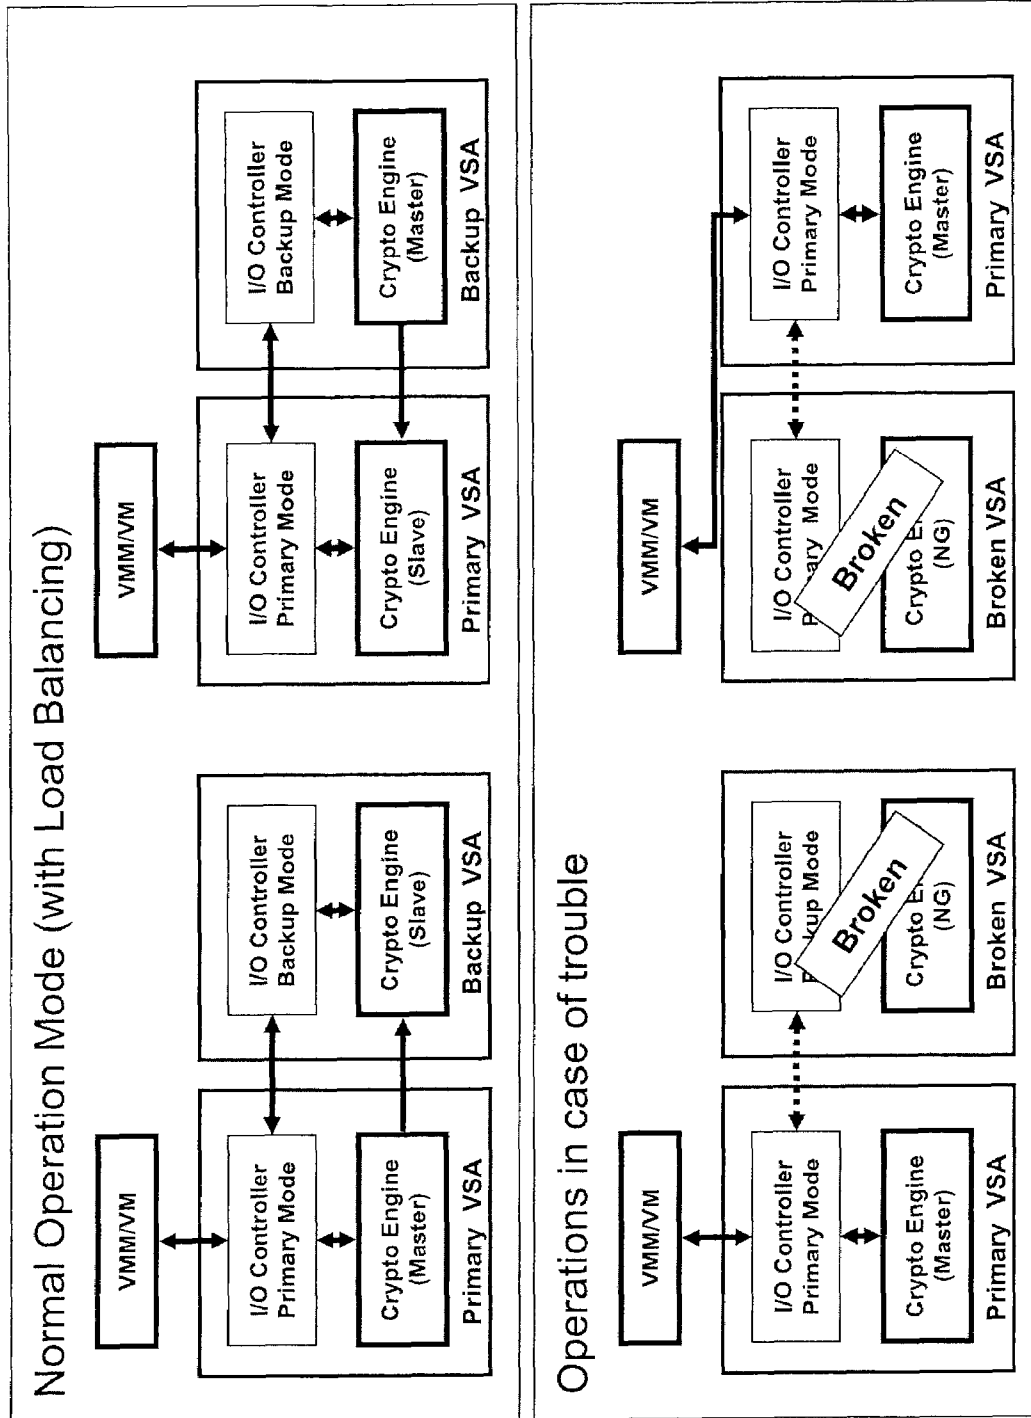 Normal Operation Mode (with Load Balancing)
VMM/VM
I/O Controller
Primary Mode
Crypto Engine
(Master)
Primary VSA
I/O Controller
Backup Mode
Crypto Engine
(Slave)
Backup VSA
VMM/VM
I/O Controller
Primary Mode
Crypto Engine
(Slave)
Primary VSA
I/O Controller
Backup Mode
Crypto Engine
(Master)
Backup VSA
Operations in case of trouble
VMM/VM
I/O Controller
Primary Mode
Crypto Engine
(Master)
Primary VSA
I/O Controller
Mode
Broken
Crypto
(NG)
Broken VSA
VMM/VM
I/O Controller
Mode
Broken
Crypto
(NG)
Broken VSA
I/O Controller
Primary Mode
Crypto Engine
(Master)
Primary VSA